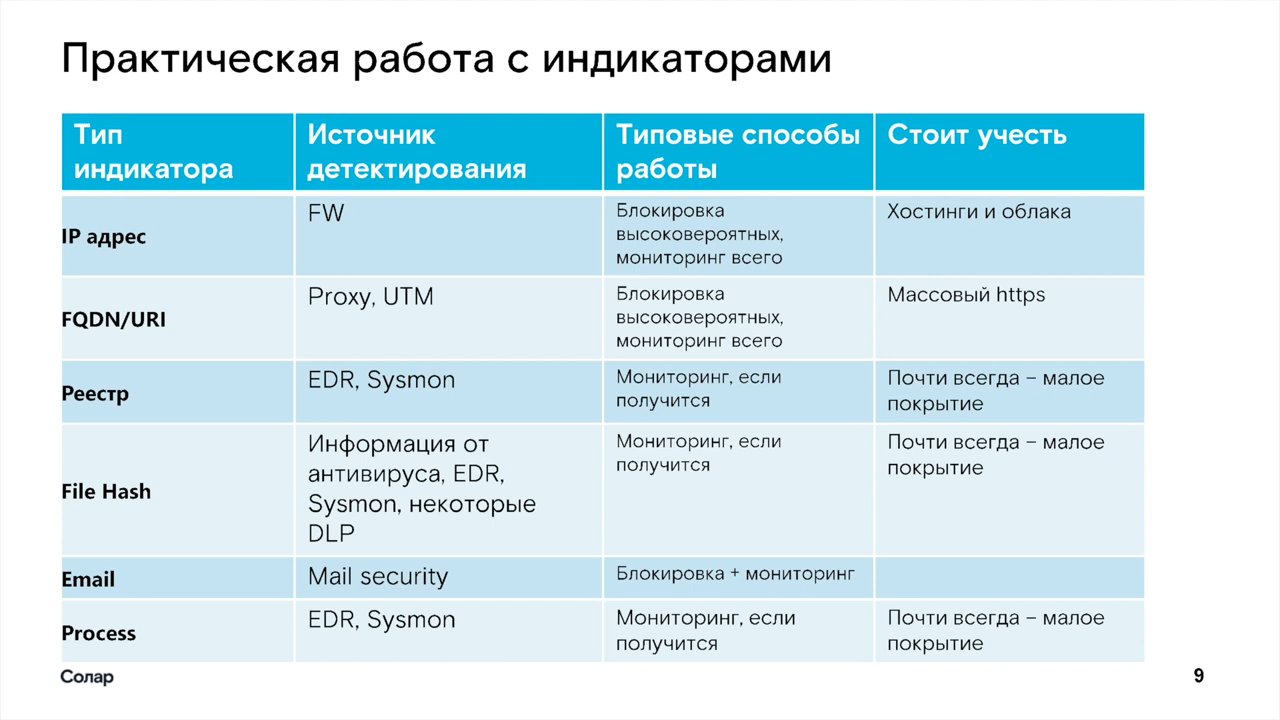 Практическая работа с индикаторами
Тип
индикатора
Источник
детектирования
Типовые способы
работы
Стоит учесть
IP адрес
FW
Блокировка
высоковероятных,
мониторинг всего
Хостинги и облака
FQDN/URI
Proxy, UTM
Блокировка
высоковероятных,
мониторинг всего
Массовый https
Реестр
EDR, Sysmon
Мониторинг, если
получится
Почти всегда – малое
покрытие
File Hash
Информация от
антивируса, EDR,
Sysmon, некоторые
DLP
Мониторинг, если
получится
Почти всегда – малое
покрытие
Email
Mail security
Блокировка + мониторинг
Process
EDR, Sysmon
Мониторинг, если
получится
Почти всегда – малое
покрытие
Солар
9